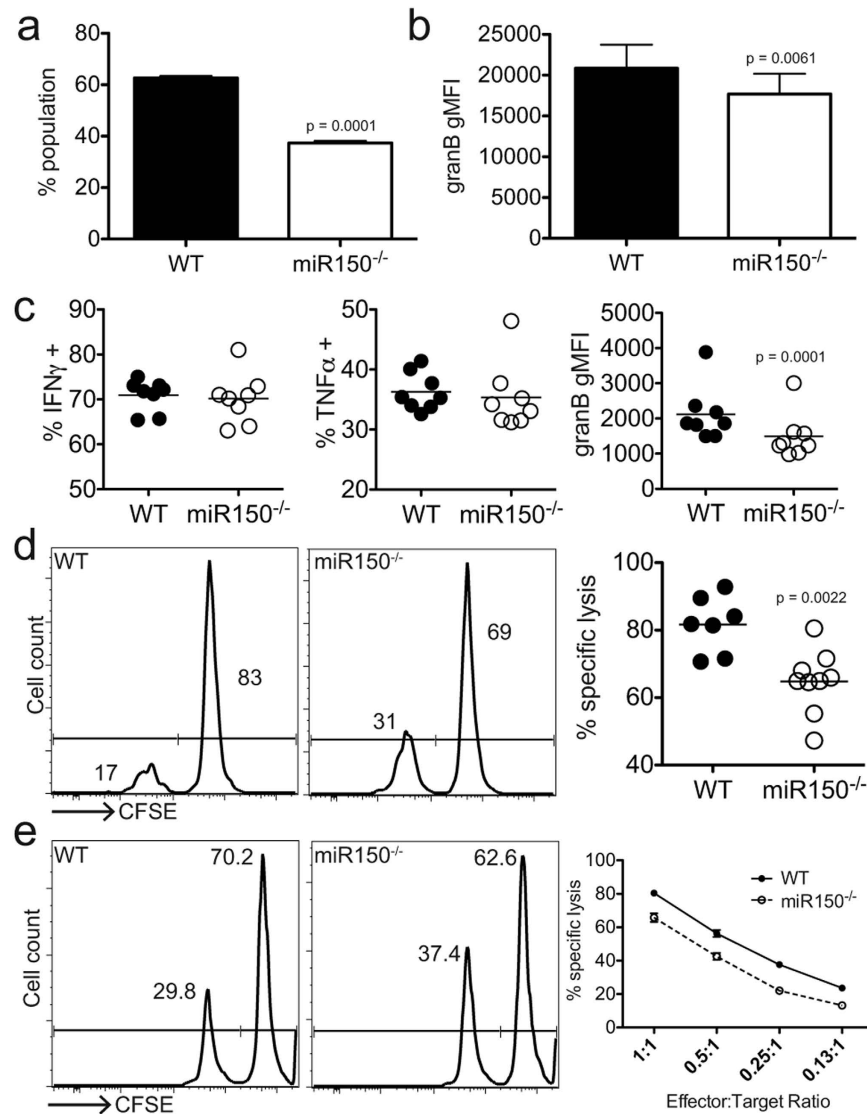 a
% population
80
60
40
20
0
p = 0.0001
WT
miR150-/-
b
granB gMFI
25000
20000
15000
10000
5000
0
p = 0.0061
WT
miR150-/-
c
% IFNγ +
90
80
70
60
50
WT
miR150-/-
% TNFα +
50
40
30
20
WT
miR150-/-
granB gMFI
5000
4000
3000
2000
1000
0
p = 0.0001
WT
miR150-/-
d
WT
Cell count
83
17
CFSE
miR150-/-
69
31
% specific lysis
100
80
60
40
p = 0.0022
WT
miR150-/-
e
WT
70.2
Cell count
29.8
CFSE
miR150-/-
62.6
37.4
% specific lysis
100
80
60
40
20
0
WT
miR150-/-
1:1
0.5:1
0.25:1
0.13:1
Effector:Target Ratio